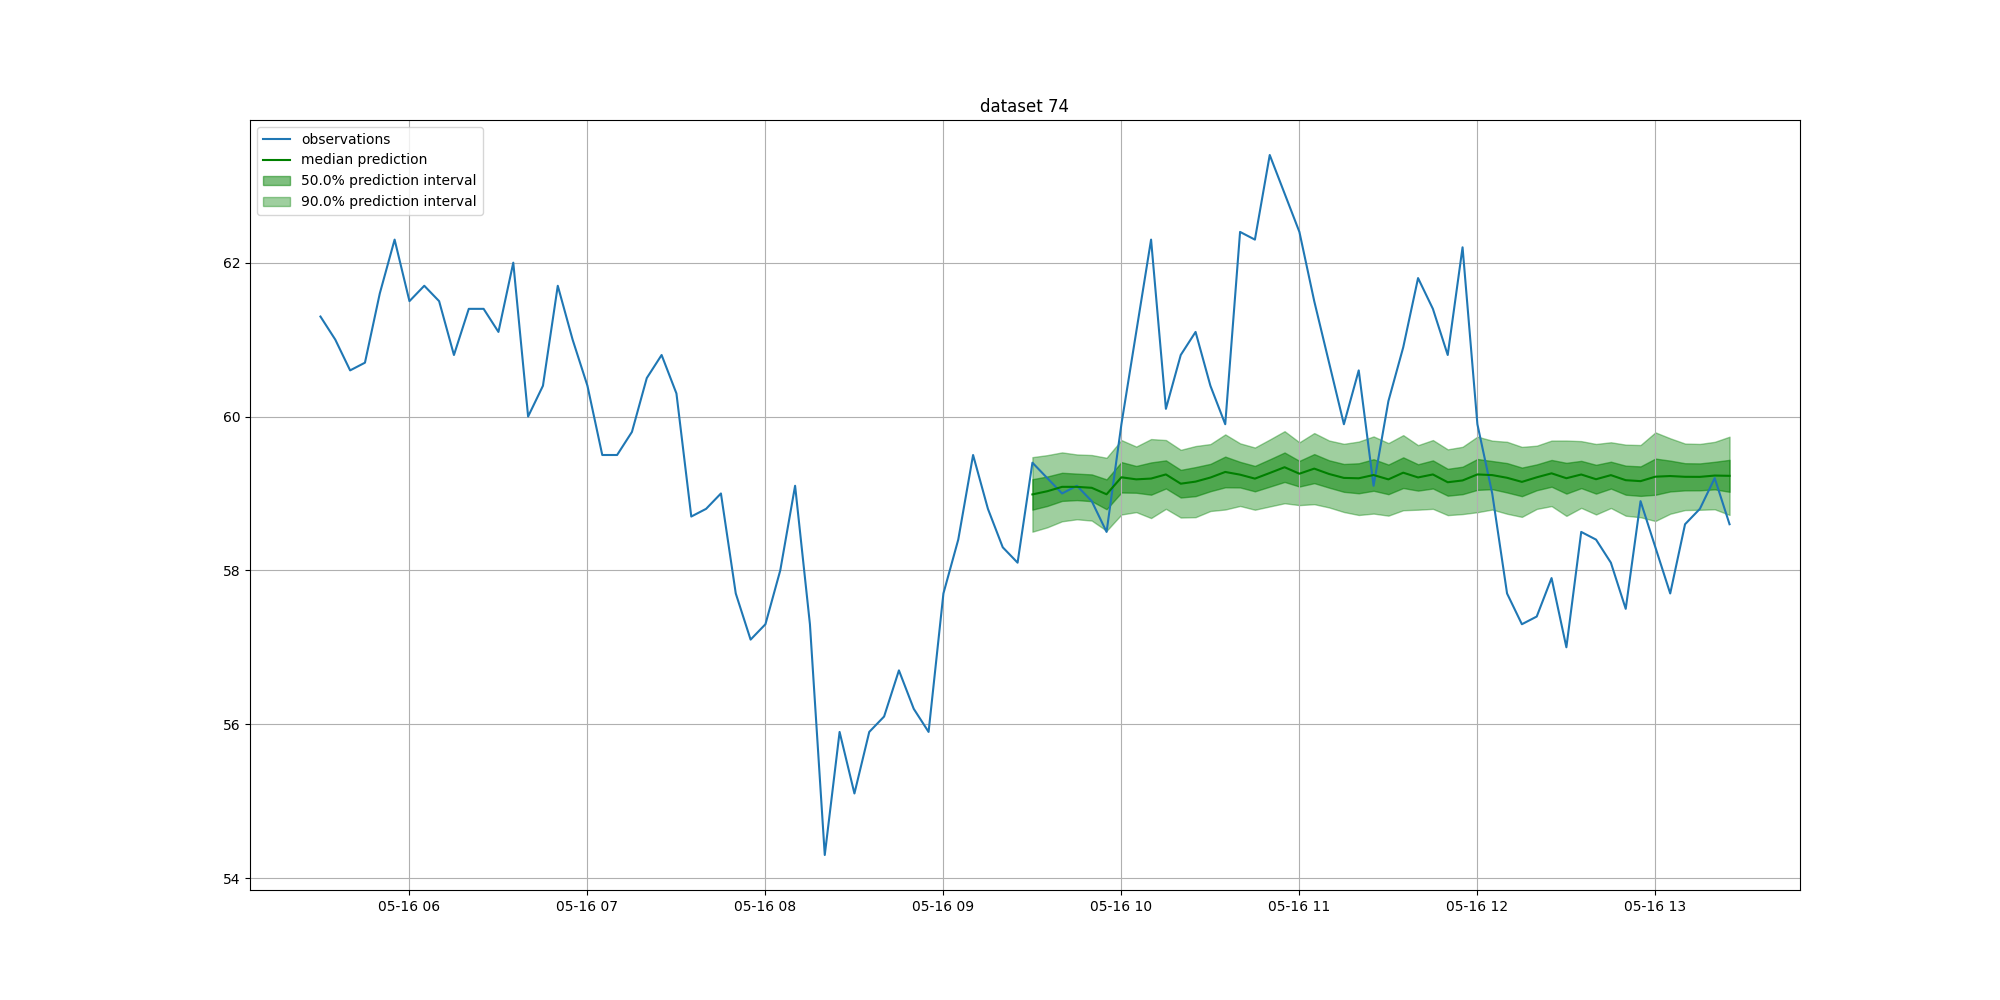 dataset 74
observations
median prediction
50.0% prediction interval
90.0% prediction interval
62
60
58
56
54
05-16 06
05-16 07
05-16 08
05-16 09
05-16 10
05-16 11
05-16 12
05-16 13